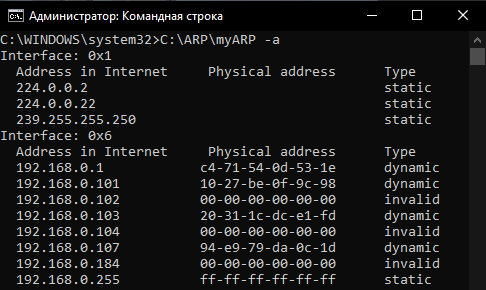 Администратор: Командная строка
C:\WINDOWS\system32>C:\ARP\myARP -a
Interface: 0x1
Address in Internet Physical address Type
224.0.0.2 static
224.0.0.22 static
239.255.255.250 static
Interface: 0x6
Address in Internet Physical address Type
192.168.0.1 c4-71-54-0d-53-1e dynamic
192.168.0.101 10-27-be-0f-9c-98 dynamic
192.168.0.102 00-00-00-00-00-00 invalid
192.168.0.103 20-31-1c-dc-e1-fd dynamic
192.168.0.104 00-00-00-00-00-00 invalid
192.168.0.107 94-e9-79-da-0c-1d dynamic
192.168.0.184 00-00-00-00-00-00 invalid
192.168.0.255 ff-ff-ff-ff-ff-ff static